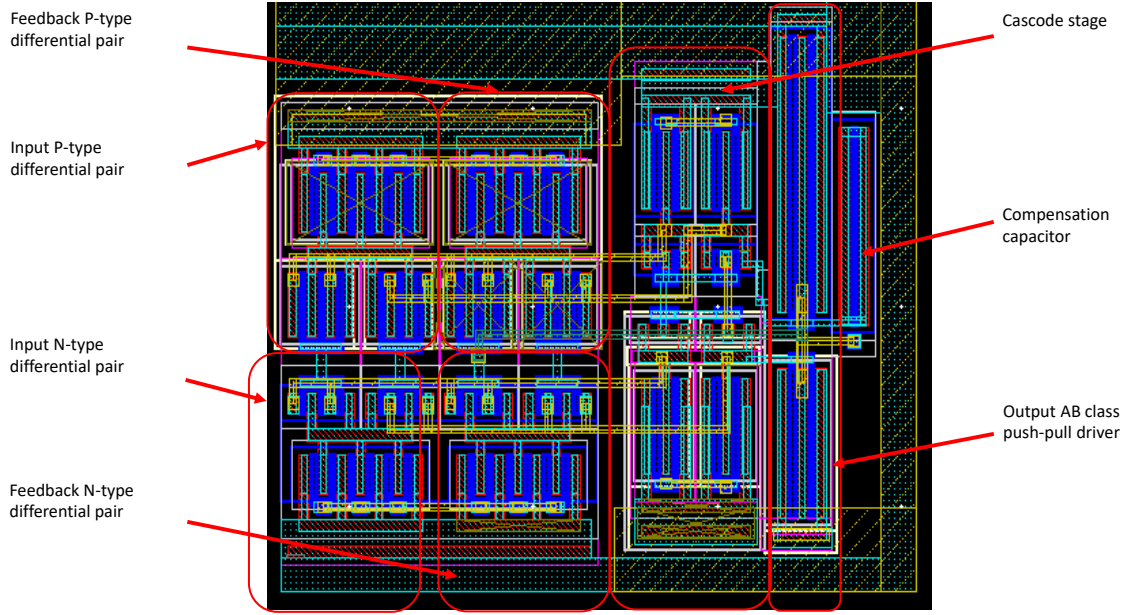 Feedback P-type
differential pair
Input P-type
differential pair
Input N-type
differential pair
Feedback N-type
differential pair
Cascode stage
Compensation
capacitor
Output AB class
push-pull driver